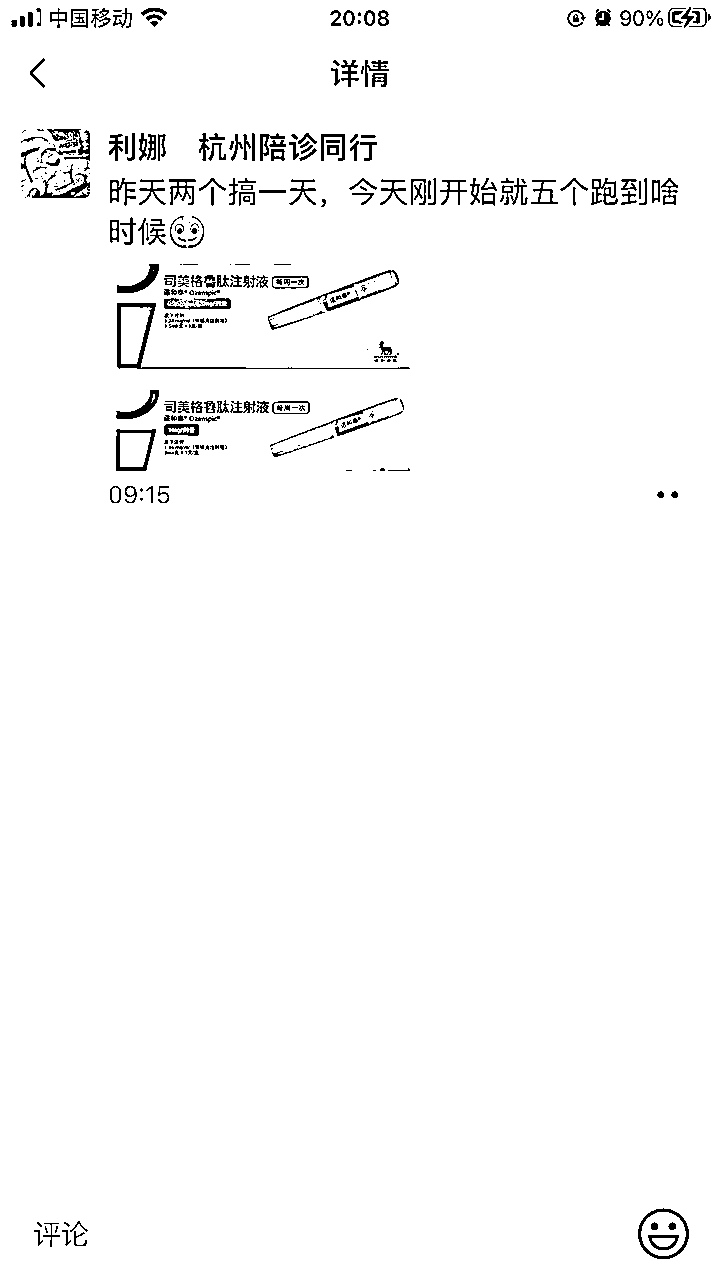 中国移动
20:08
90%
详情
利娜 杭州陪诊同行
昨天两个搞一天，今天刚开始就五个跑到啥
时候
司美格鲁肽注射液 每周一次
诺和泰® Ozempic®
司美格鲁肽注射液 每周一次
诺和泰® Ozempic®
09:15
评论